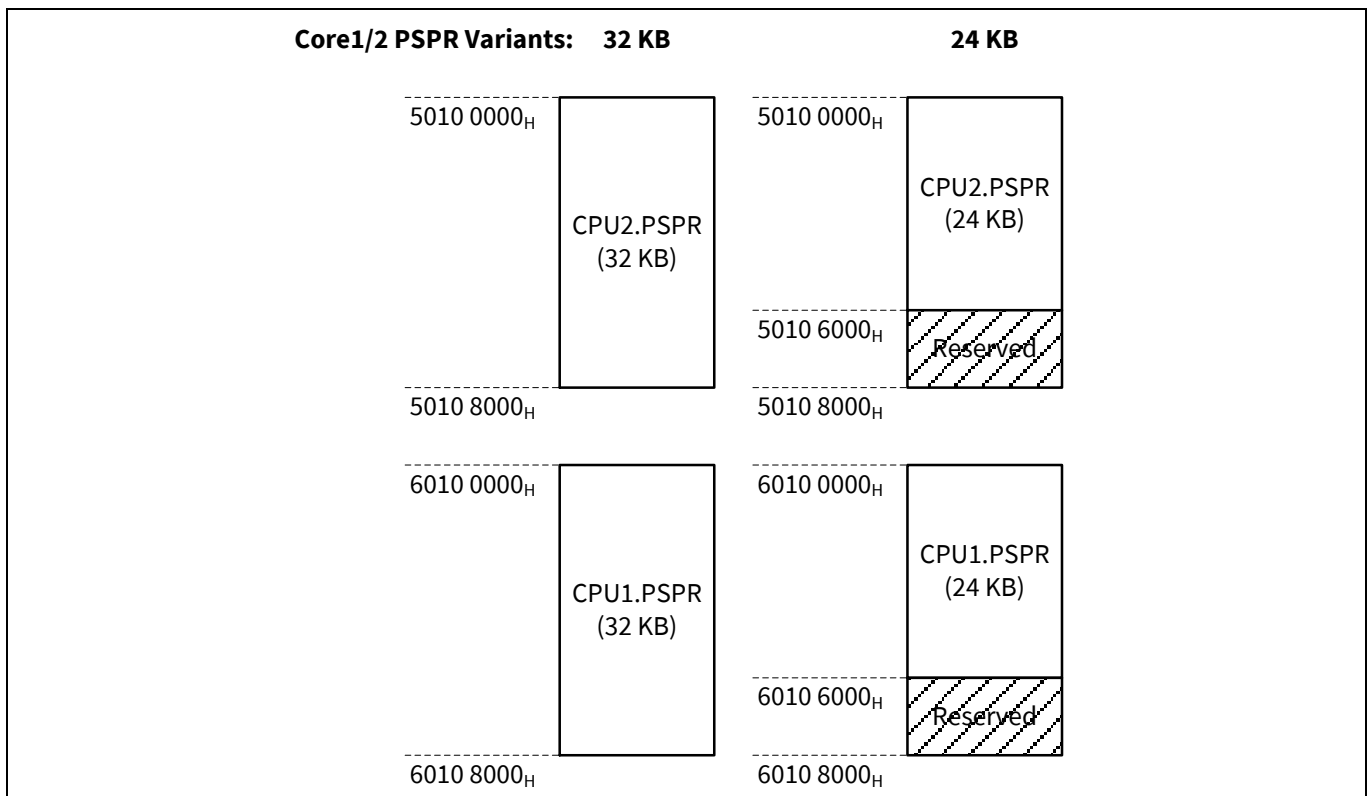 Core1/2 PSPR Variants: 32 KB 24 KB
5010 0000H 5010 0000H
CPU2.PSPR
(24 KB)
CPU2.PSPR
(32 KB)
5010 6000H Reserved
5010 8000H 5010 8000H
6010 0000H 6010 0000H
CPU1.PSPR
(24 KB)
CPU1.PSPR
(32 KB)
6010 6000H Reserved
6010 8000H 6010 8000H